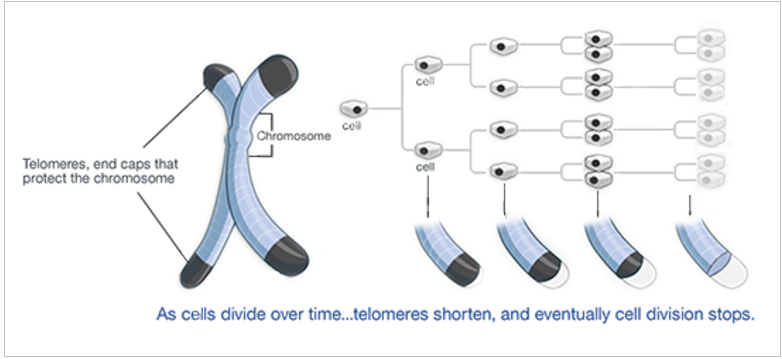 cell
cell
cell
Chromosome
Telomeres, end caps that
protect the chromosome
As cells divide over time...telomeres shorten, and eventually cell division stops.